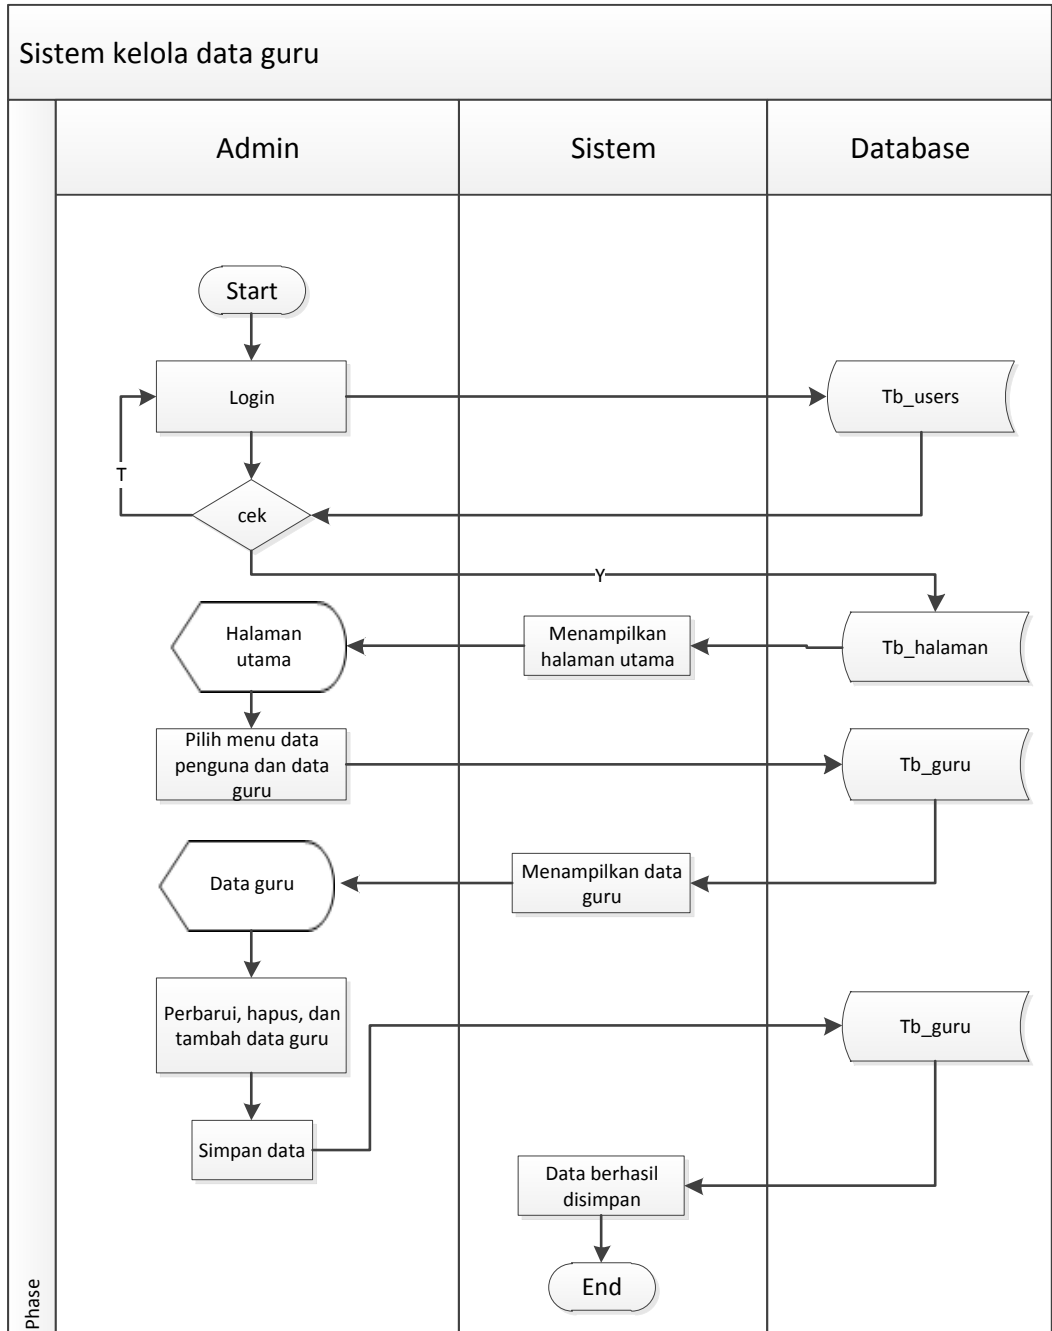 Sistem kelola data guru
Admin
Sistem
Database
Start
Login
Tb_users
T
cek
Y
Halaman
utama
Menampilkan
halaman utama
Tb_halaman
Pilih menu data
penguna dan data
guru
Tb_guru
Data guru
Menampilkan data
guru
Perbarui, hapus, dan
tambah data guru
Tb_guru
Simpan data
Data berhasil
disimpan
End
Phase